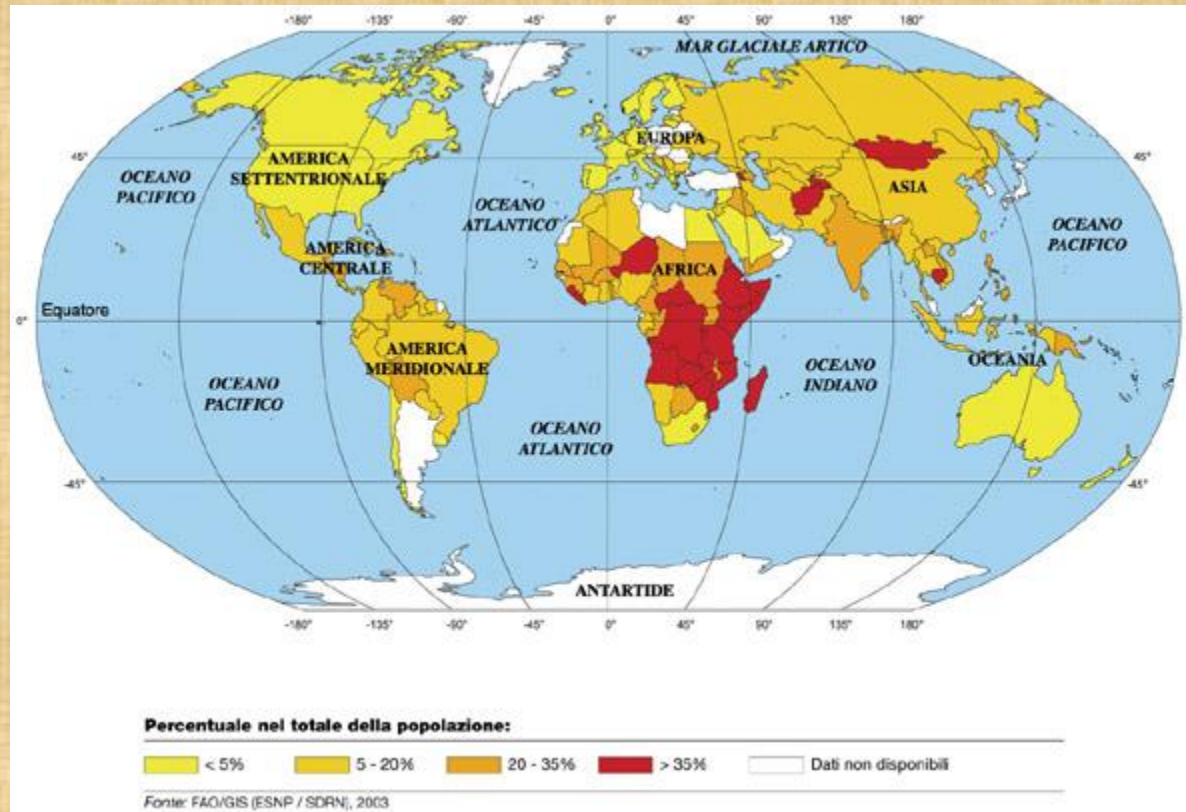 -180° -135° -90° -45° 0° 45° 90° 135° 180°
MAR GLACIALE ARTICO
EUROPA
45° 45°
AMERICA
SETTENTRIONALE
OCEANO
PACIFICO
ASIA
OCEANO
ATLANTICO
OCEANO
PACIFICO
AMERICA
CENTRALE
AFRICA
Equatore
0° 0°
AMERICA
MERIDIONALE
OCEANO
INDIANO
OCEANIA
OCEANO
PACIFICO
OCEANO
ATLANTICO
-45° -45°
ANTARTIDE
-180° -135° -90° -45° 0° 45° 90° 135° 180°
Percentuale nel totale della popolazione:
< 5% 5 - 20% 20 - 35% > 35% Dati non disponibili
Fonte: FAO/GIS (ESNP / SDRN), 2003